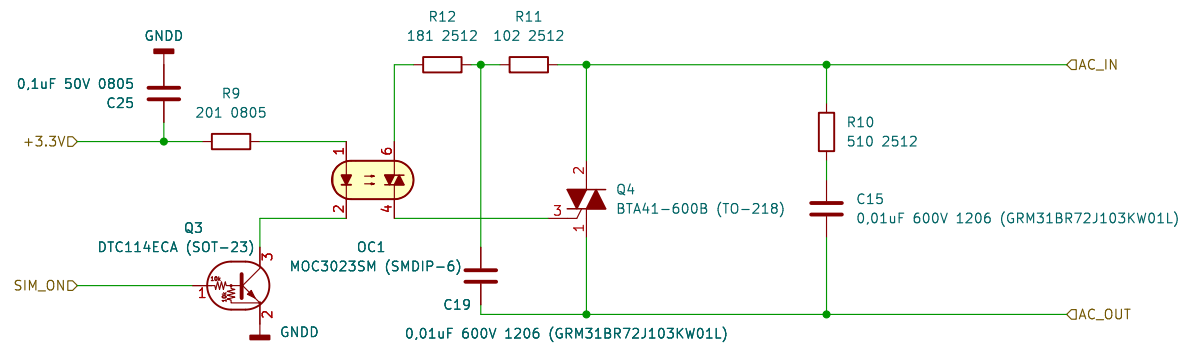 R12
181 2512
R11
102 2512
GNDD
AC_IN
0,1uF 50V 0805
C25
R9
201 0805
R10
510 2512
+3.3V
1
6
2
4
2
3
1
Q4
BTA41-600B (TO-218)
C15
0,01uF 600V 1206 (GRM31BR72J103KW01L)
Q3
DTC114ECA (SOT-23)
OC1
MOC3023SM (SMDIP-6)
3
10k
10k
SIM_ON
1
2
GNDD
C19
0,01uF 600V 1206 (GRM31BR72J103KW01L)
AC_OUT